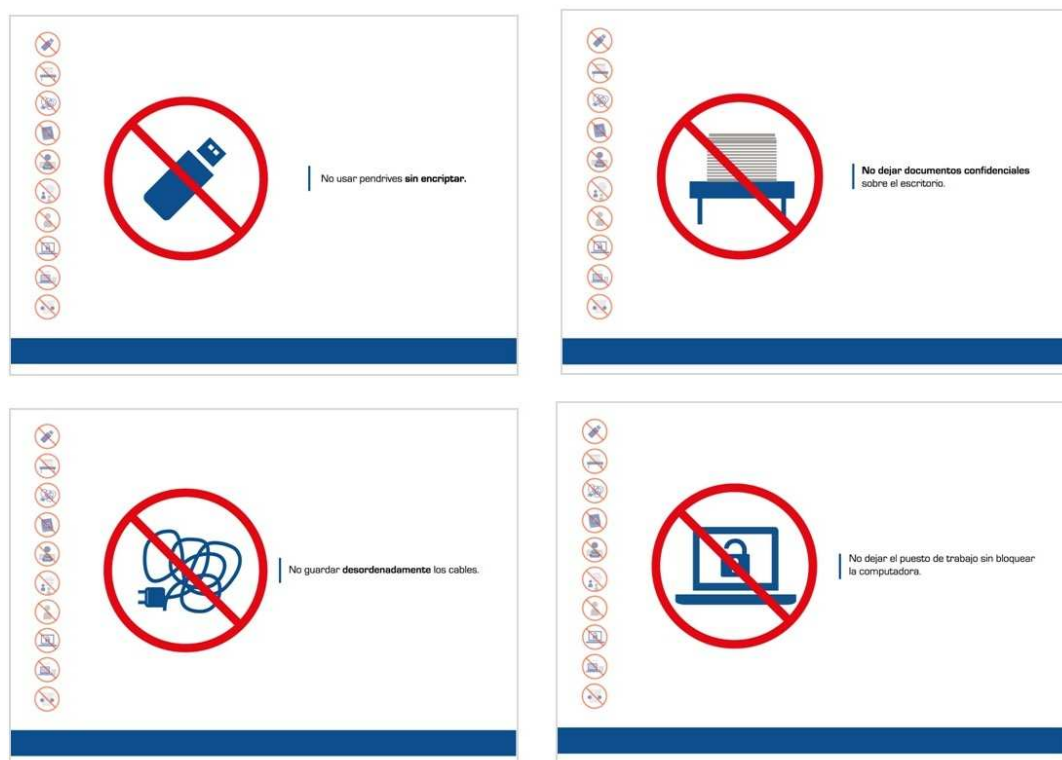 No usar pendrives sin encriptar.
No dejar documentos confidenciales
sobre el escritorio.
No guardar desordenadamente los cables.
No dejar el puesto de trabajo sin bloquear
la computadora.